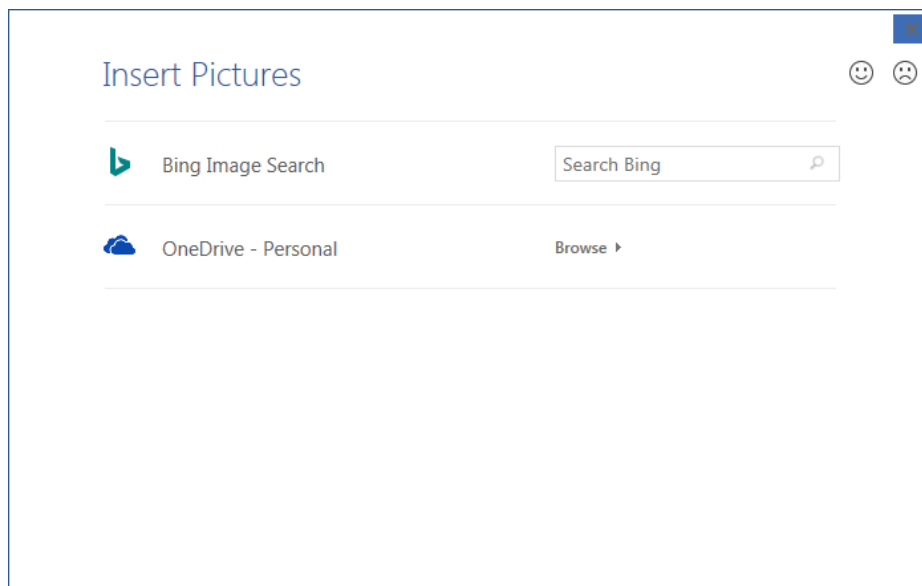 Insert Pictures
Bing Image Search
Search Bing
OneDrive - Personal
Browse